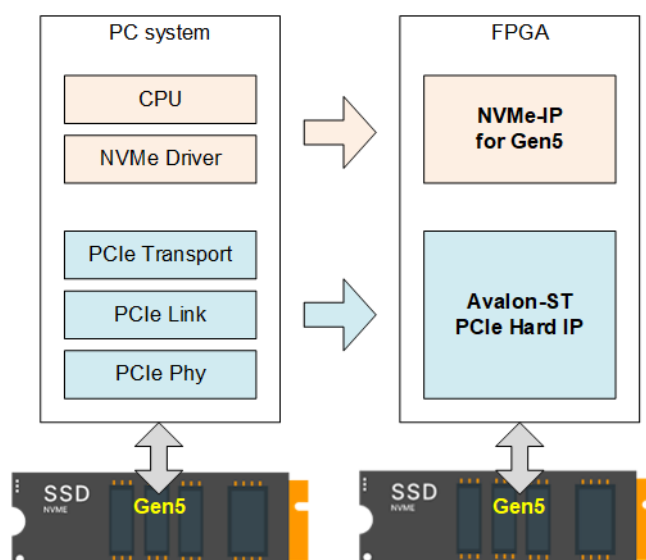 PC system
CPU
NVMe Driver
PCIe Transport
PCIe Link
PCIe Phy
FPGA
NVMe-IP
for Gen5
Avalon-ST
PCIe Hard IP
SSD
NVME
Gen5
SSD
NVME
Gen5